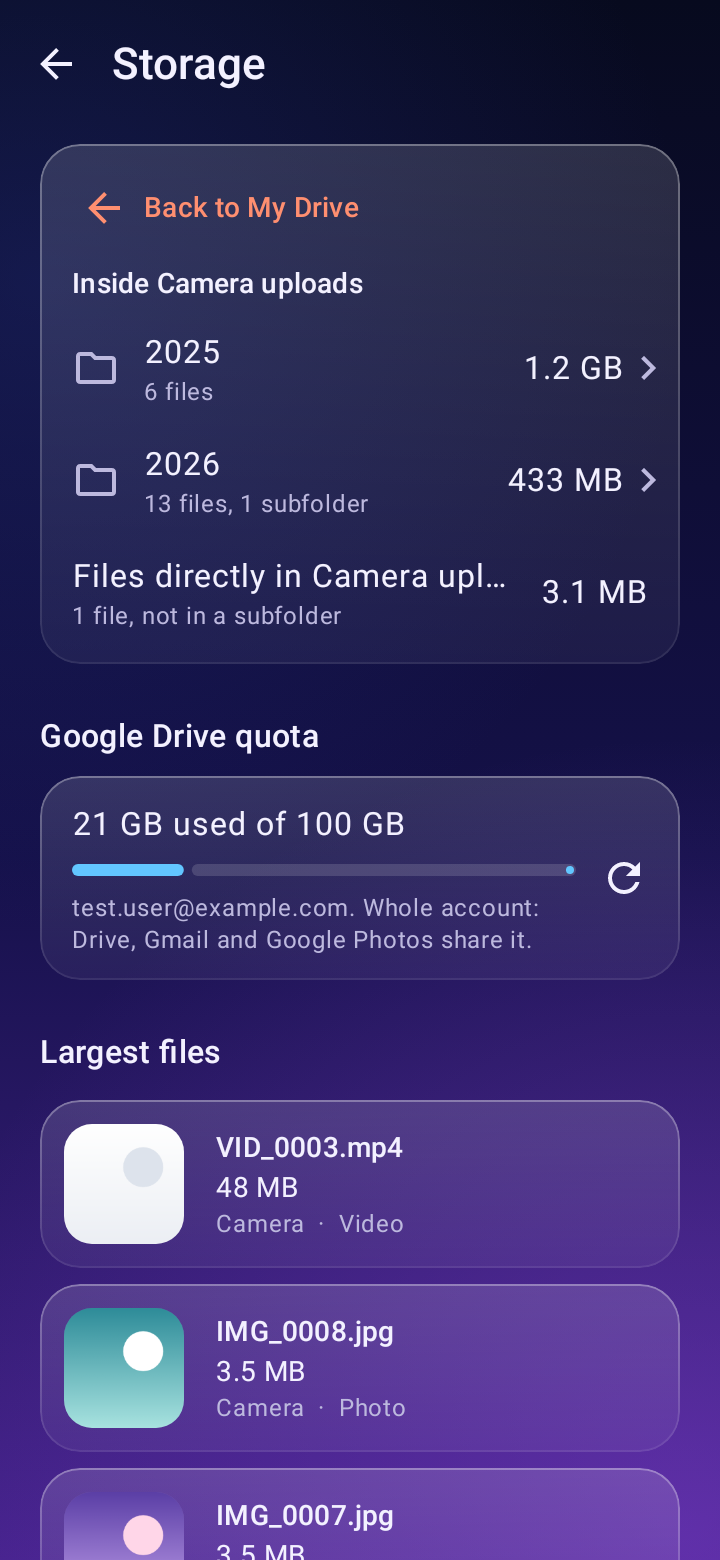 Storage
Back to My Drive
Inside Camera uploads
2025
6 files
1.2 GB
2026
13 files, 1 subfolder
433 MB
Files directly in Camera upl…
1 file, not in a subfolder
3.1 MB
Google Drive quota
21 GB used of 100 GB
test.user@example.com. Whole account:
Drive, Gmail and Google Photos share it.
Largest files
VID_0003.mp4
48 MB
Camera · Video
IMG_0008.jpg
3.5 MB
Camera · Photo
IMG_0007.jpg
3.5 MB